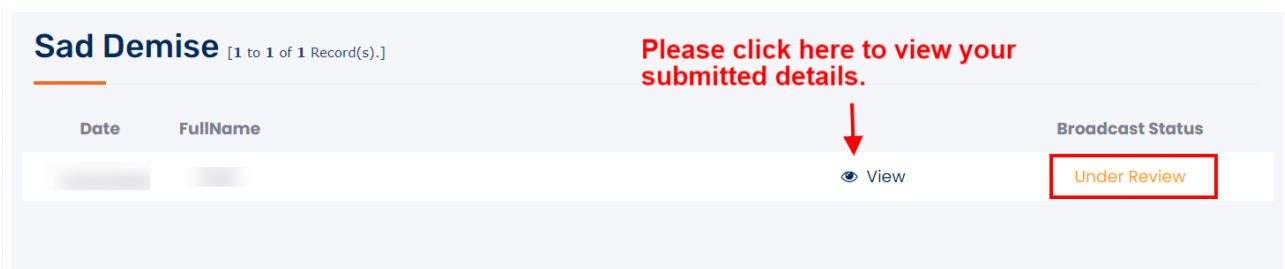 Sad Demise [1 to 1 of 1 Record(s).]
Please click here to view your
submitted details.
Date FullName Broadcast Status
View Under Review